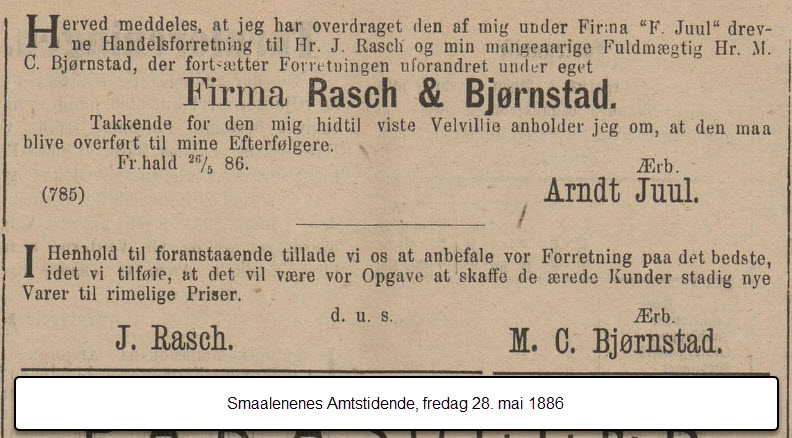 Herved meddeles, at jeg har overdraget den af mig under Firma "F. Juul" drev-
ne Handelsforretning til Hr. J. Rasch og min mangeaarige Fuldmægtig Hr. M.
C. Bjørnstad, der fortsætter Forretningen uforandret under eget
Firma Rasch & Bjørnstad.
Takkende for den mig hidtil viste Velvillie anholder jeg om, at den maa
blive overført til mine Efterfølgere.
Fr.hald 26/5 86.
Ærb.
(785)
Arndt Juul.
I Henhold til foranstaaende tillade vi os at anbefale vor Forretning paa det bedste,
idet vi tilføie, at det vil være vor Opgave at skaffe de ærede Kunder stadig nye
Varer til rimelige Priser.
d. u. s.
Ærb.
J. Rasch.
M. C. Bjørnstad.
Smaalenenes Amtstidende, fredag 28. mai 1886